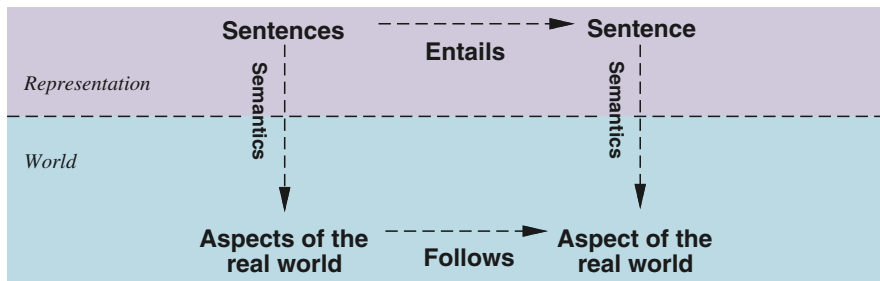 Sentences
Entails
Sentence
Semantics
Semantics
Representation
World
Aspects of the
real world
Follows
Aspect of the
real world